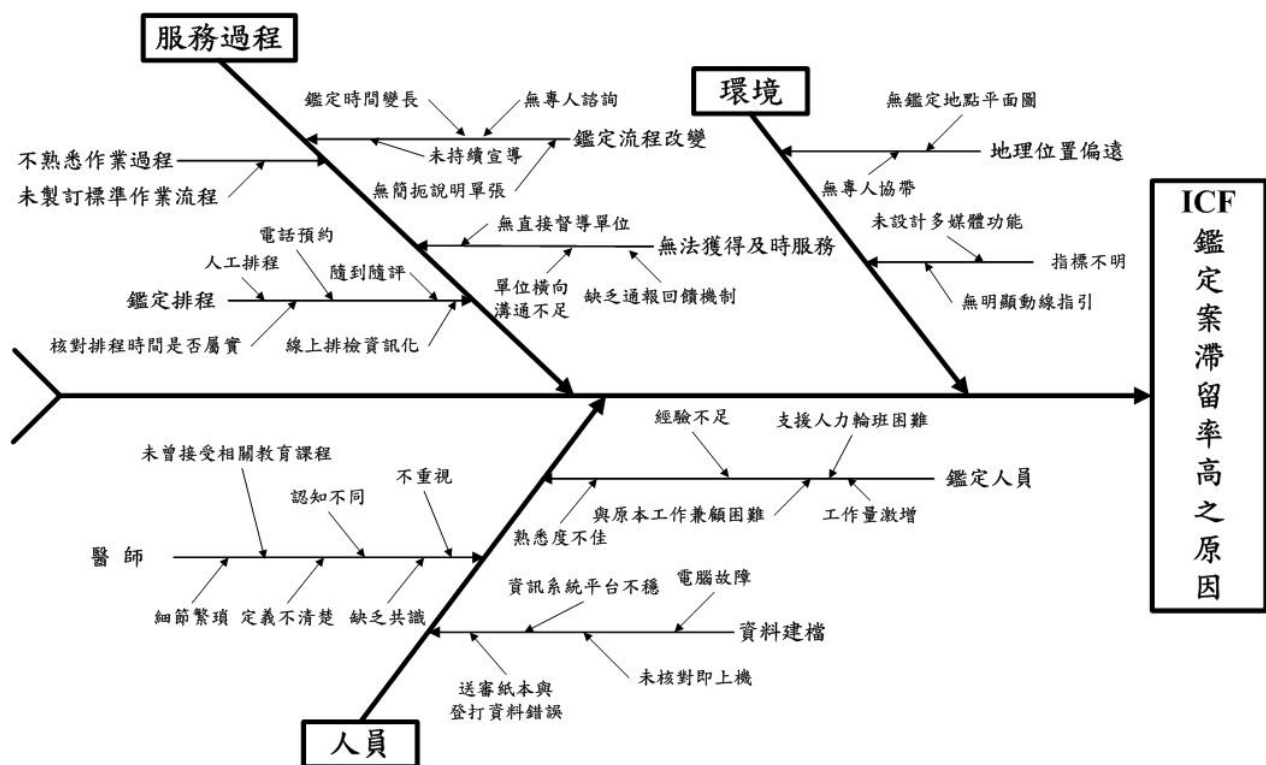 服務過程
鑑定時間變長
無專人諮詢
鑑定流程改變
未持續宣導
無簡扼說明單張
不熟悉作業過程
未製訂標準作業流程
無直接督導單位
無法獲得及時服務
單位橫向
溝通不足
缺乏通報回饋機制
電話預約
人工排程
隨到隨評
鑑定排程
核對排程時間是否屬實
線上排檢資訊化
環境
無鑑定地點平面圖
地理位置偏遠
無專人協帶
未設計多媒體功能
指標不明
無明顯動線指引
ICF
鑑定案滯留率高之原因
未曾接受相關教育課程
認知不同
不重視
醫師
細節繁瑣
定義不清楚
缺乏共識
經驗不足
支援人力輪班困難
鑑定人員
熟悉度不佳
與原本工作兼顧困難
工作量激增
資訊系統平台不穩
電腦故障
資料建檔
送審紙本與
登打資料錯誤
未核對即上機
人員